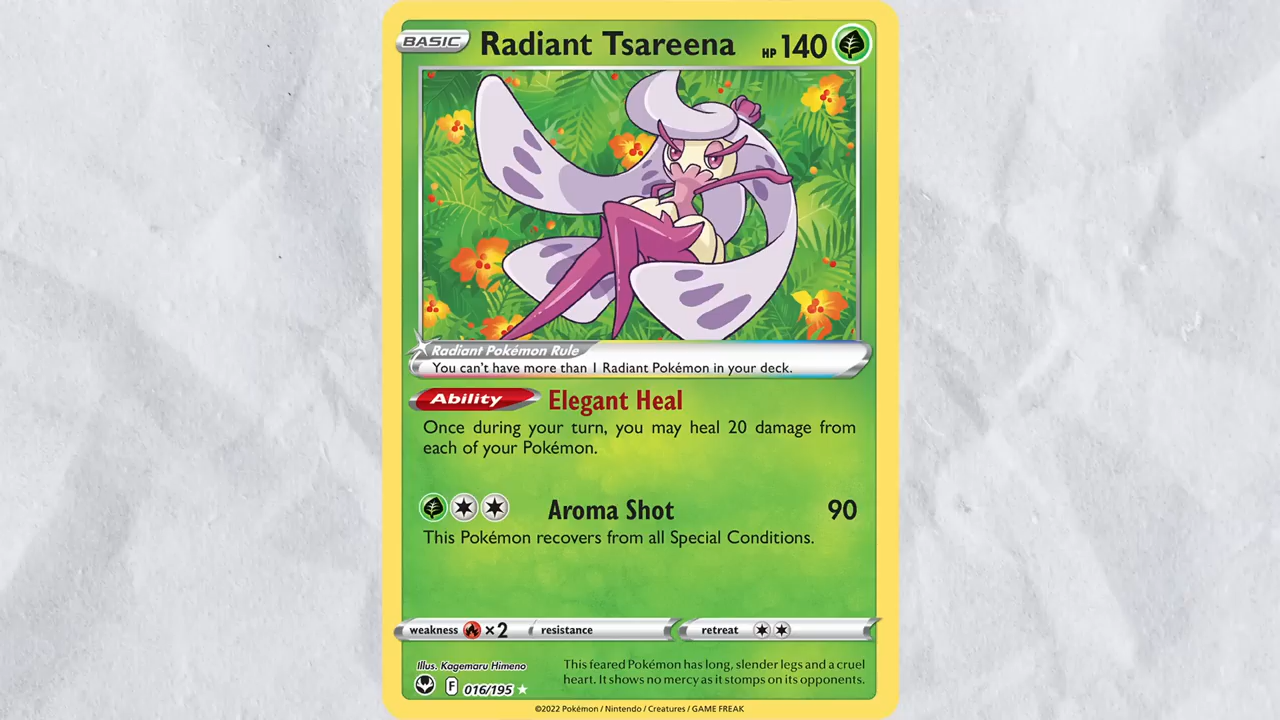 BASIC Radiant Tsareena HP 140
Radiant Pokémon Rule
You can't have more than 1 Radiant Pokémon in your deck.
Ability Elegant Heal
Once during your turn, you may heal 20 damage from
each of your Pokémon.
Aroma Shot 90
This Pokémon recovers from all Special Conditions.
weakness ×2 resistance retreat
Illus. Kagemaru Himeno
This feared Pokémon has long, slender legs and a cruel
heart. It shows no mercy as it stomps on its opponents.
F 016/195
©2022 Pokémon / Nintendo / Creatures / GAME FREAK